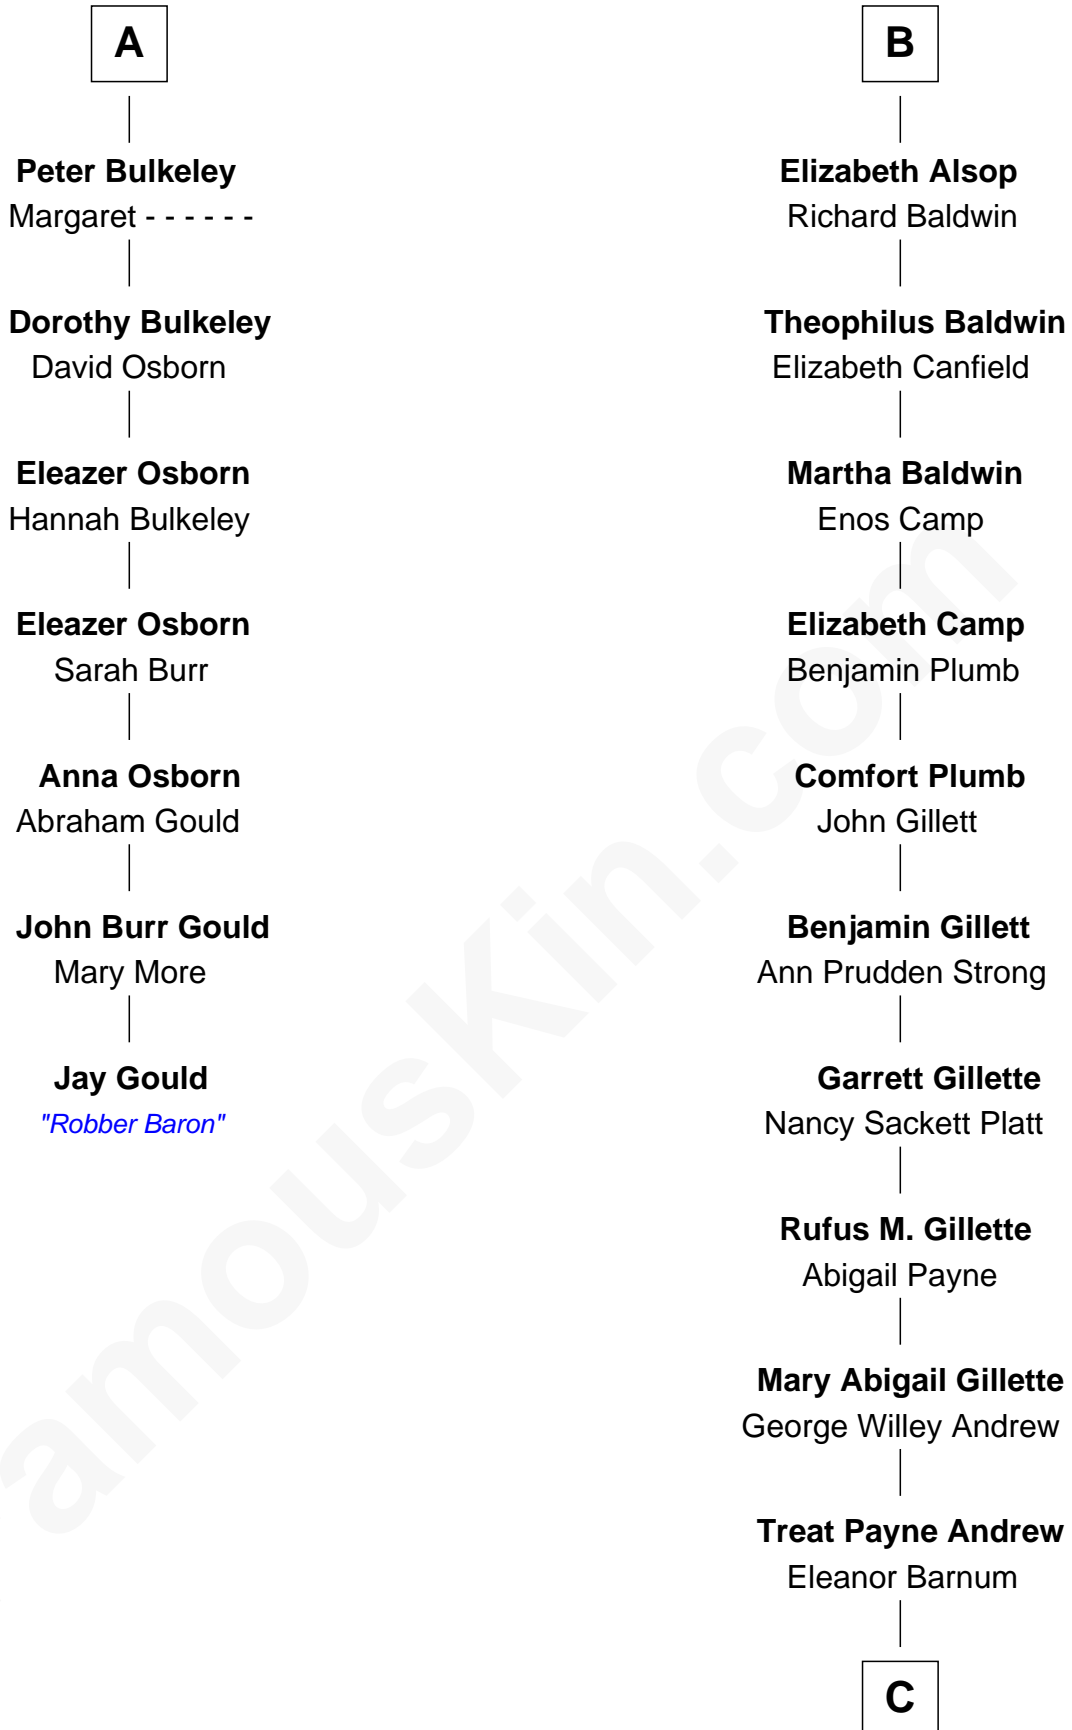 A
Peter Bulkeley
Margaret - - - - - -
Dorothy Bulkeley
David Osborn
Eleazer Osborn
Hannah Bulkeley
Eleazer Osborn
Sarah Burr
Anna Osborn
Abraham Gould
John Burr Gould
Mary More
Jay Gould
"Robber Baron"
B
Elizabeth Alsop
Richard Baldwin
Theophilus Baldwin
Elizabeth Canfield
Martha Baldwin
Enos Camp
Elizabeth Camp
Benjamin Plumb
Comfort Plumb
John Gillett
Benjamin Gillett
Ann Prudden Strong
Garrett Gillette
Nancy Sackett Platt
Rufus M. Gillette
Abigail Payne
Mary Abigail Gillette
George Willey Andrew
Treat Payne Andrew
Eleanor Barnum
C
amousKin.com